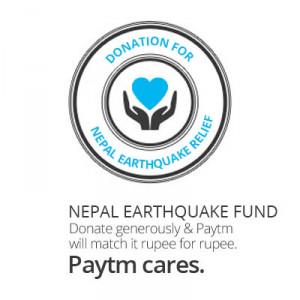 DONATION FOR
NEPAL EARTHQUAKE RELIEF
NEPAL EARTHQUAKE FUND
Donate generously & Paytm
will match it rupee for rupee.
Paytm cares.